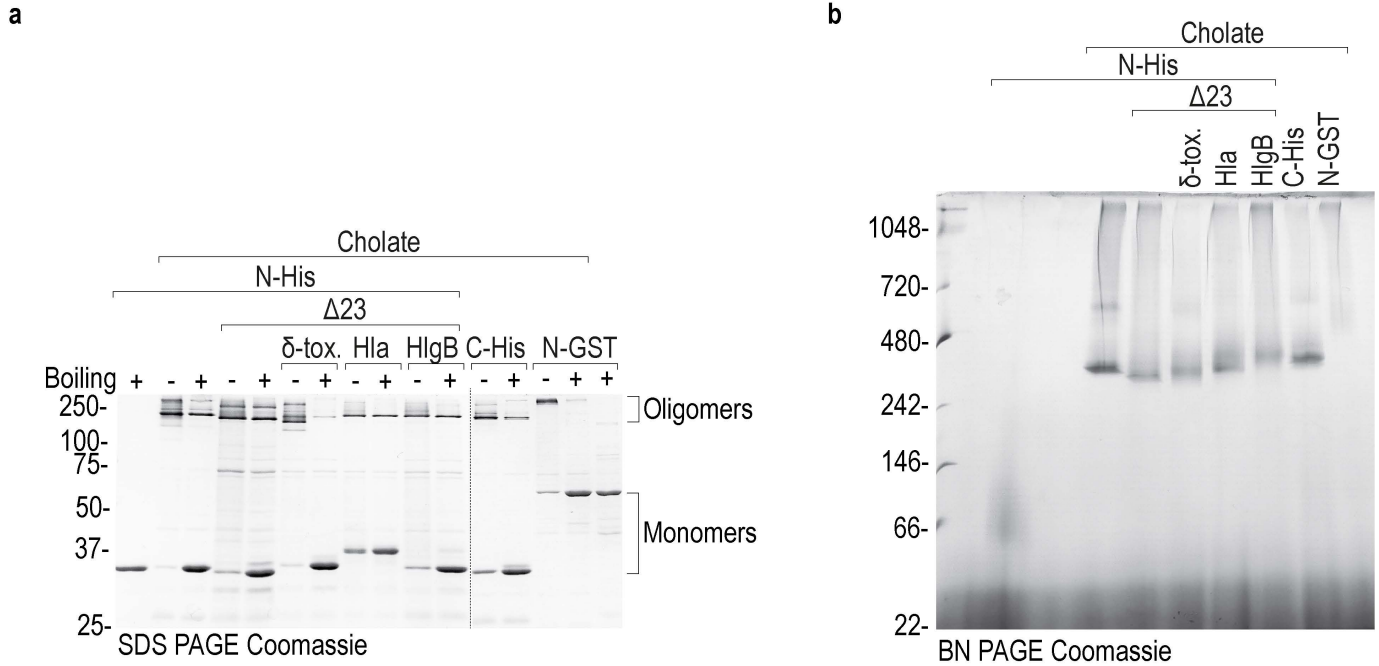 a
Cholate
N-His
Δ23
δ-tox. Hla HlgB C-His N-GST
Boiling + - + - + - + - + - + - + - + +
250-
100-
75-
50-
37-
25-
Oligomers
Monomers
SDS PAGE Coomassie
b
Cholate
N-His
Δ23
δ-tox.
Hla
HlgB
C-His
N-GST
1048-
720-
480-
242-
146-
66-
22-
BN PAGE Coomassie